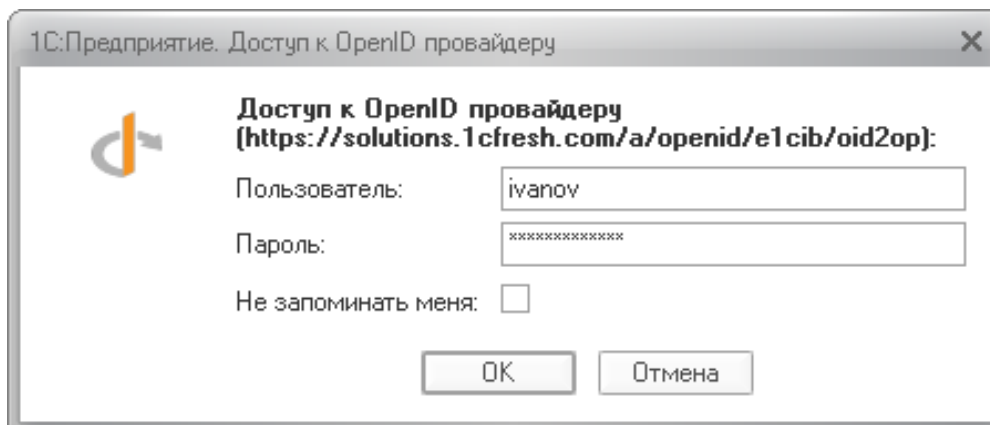 1С:Предприятие. Доступ к OpenID провайдеру
Доступ к OpenID провайдеру
(https://solutions.1cfresh.com/a/openid/e1cib/oid2op):
Пользователь: ivanov
Пароль: *************
Не запоминать меня:
OK Отмена